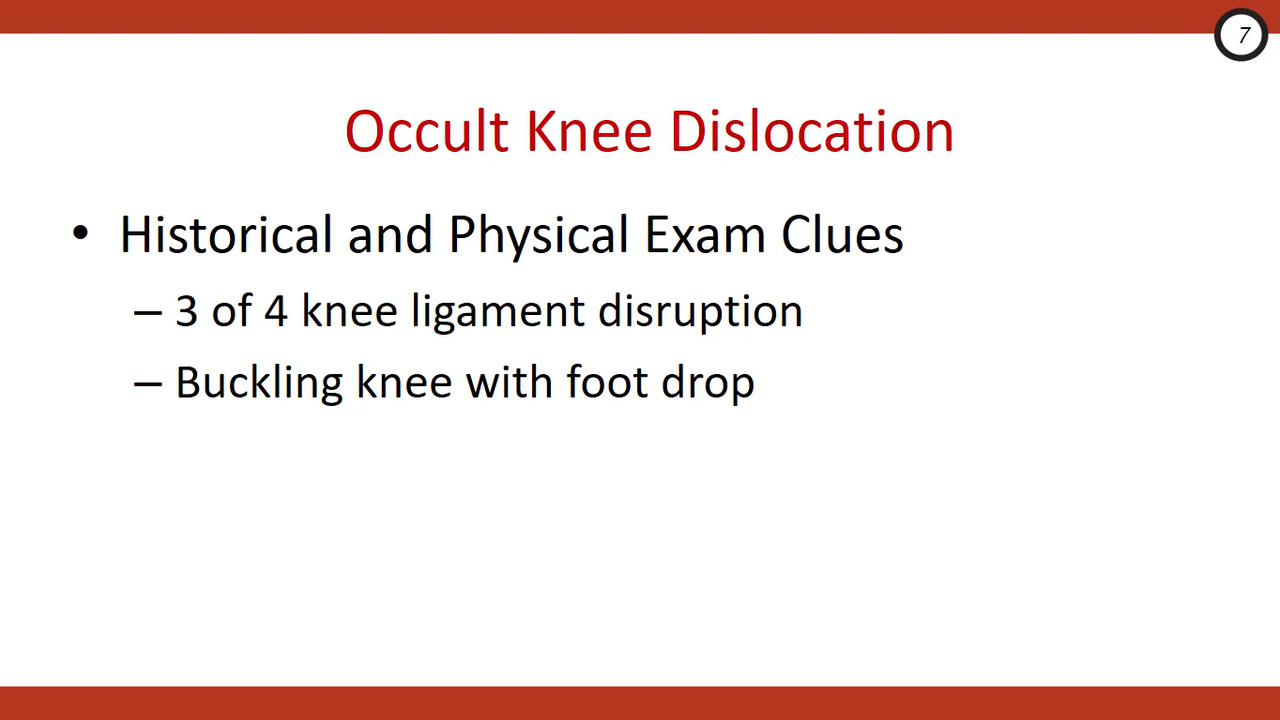 7
Occult Knee Dislocation
• Historical and Physical Exam Clues
– 3 of 4 knee ligament disruption
– Buckling knee with foot drop